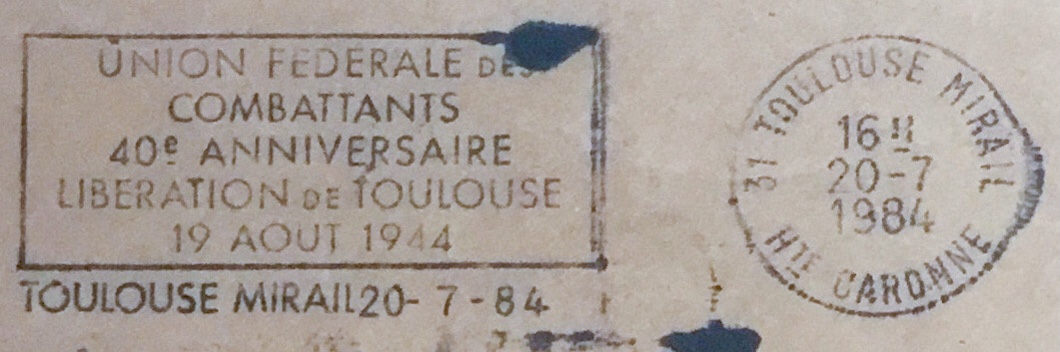 UNION FEDERALE DES
COMBATTANTS
40e ANNIVERSAIRE
LIBERATION DE TOULOUSE
19 AOUT 1944
TOULOUSE MIRAIL 20-7-84
31 TOULOUSE MIRAIL
16 H
20-7
1984
HTE GARONNE